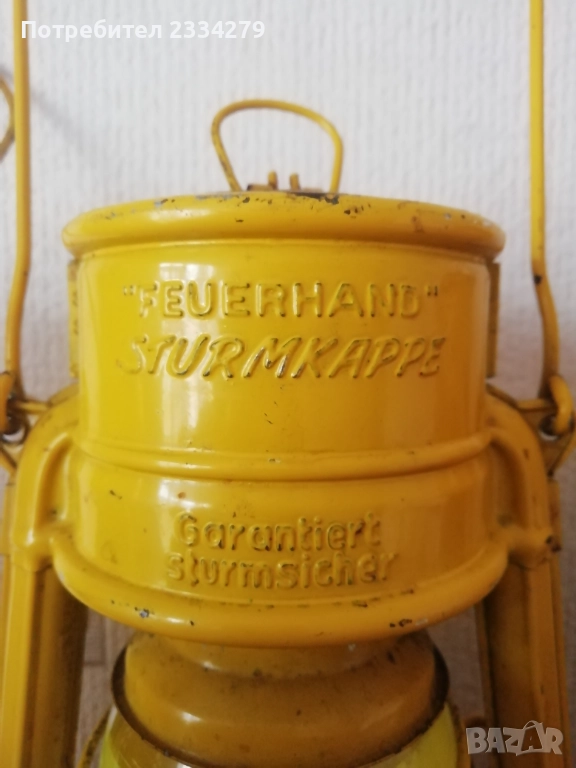 Потребител 2334279
"FEUERHAND"
STURMKAPPE
Garantiert
sturmsicher
BAZAR